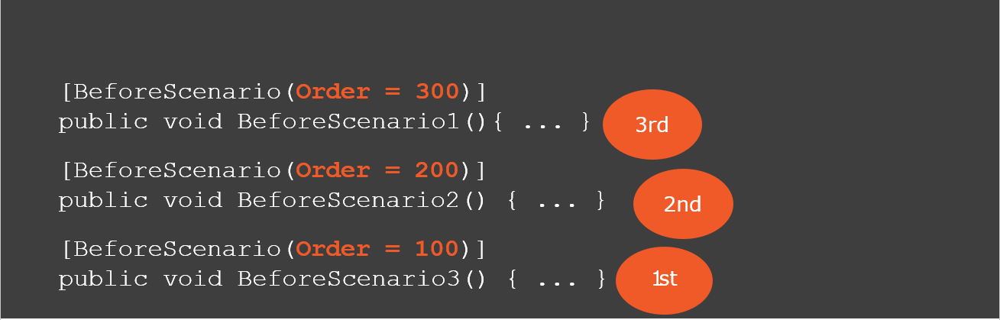 [BeforeScenario(Order = 300)]
public void BeforeScenario1(){ ... }
3rd
[BeforeScenario(Order = 200)]
public void BeforeScenario2() { ... }
2nd
[BeforeScenario(Order = 100)]
public void BeforeScenario3() { ... }
1st